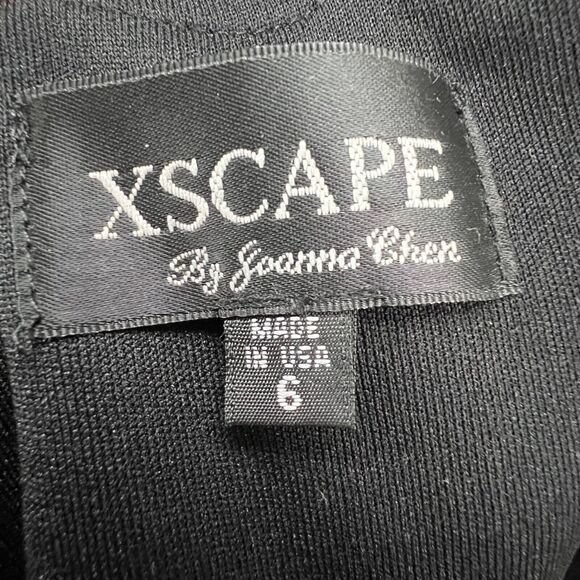 XSCAPE
By Joanna Chen
MADE
IN USA
6